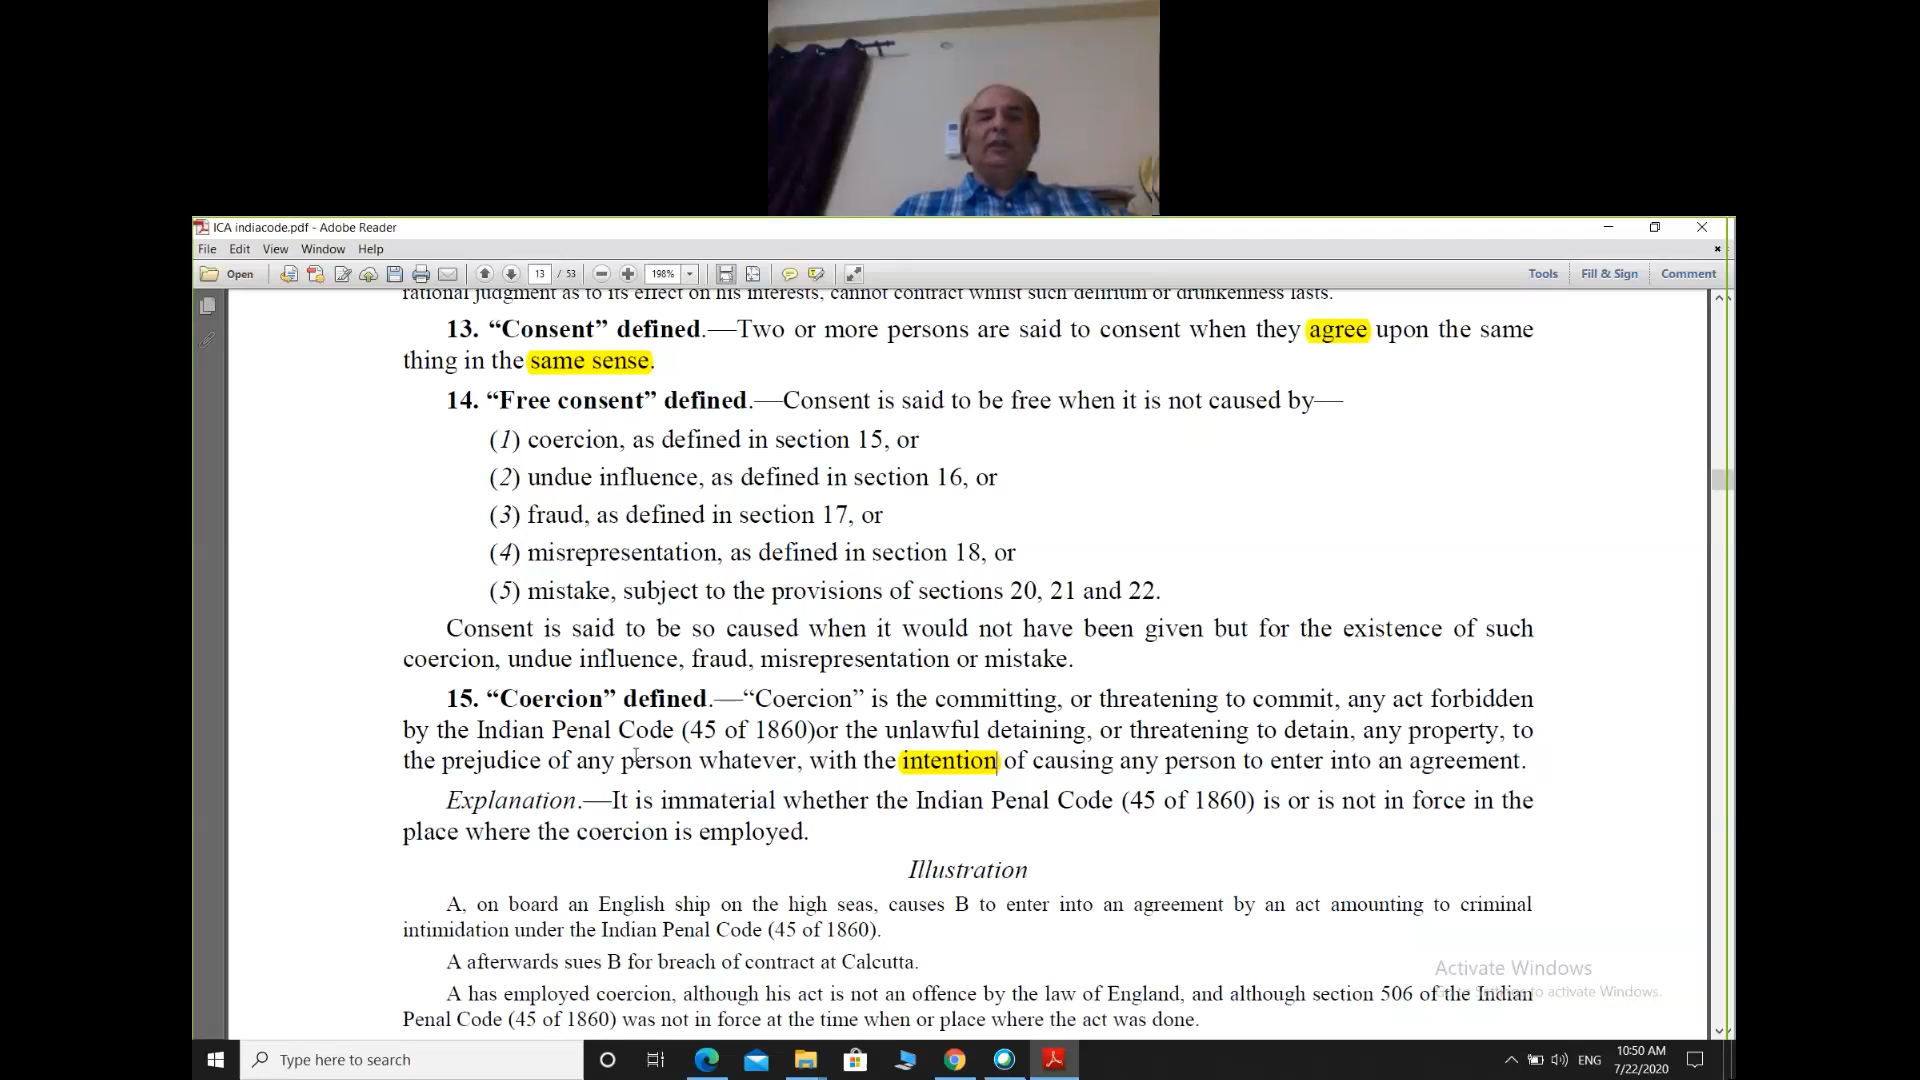 ICA indiacode.pdf - Adobe Reader
File Edit View Window Help
Open 13 / 53 198% Tools Fill & Sign Comment
rational judgment as to its effect on his interests, cannot contract whilst such delirium or drunkenness lasts.
13. “Consent” defined.—Two or more persons are said to consent when they agree upon the same
thing in the same sense.
14. “Free consent” defined.—Consent is said to be free when it is not caused by—
(1) coercion, as defined in section 15, or
(2) undue influence, as defined in section 16, or
(3) fraud, as defined in section 17, or
(4) misrepresentation, as defined in section 18, or
(5) mistake, subject to the provisions of sections 20, 21 and 22.
Consent is said to be so caused when it would not have been given but for the existence of such
coercion, undue influence, fraud, misrepresentation or mistake.
15. “Coercion” defined.—“Coercion” is the committing, or threatening to commit, any act forbidden
by the Indian Penal Code (45 of 1860)or the unlawful detaining, or threatening to detain, any property, to
the prejudice of any person whatever, with the intention of causing any person to enter into an agreement.
Explanation.—It is immaterial whether the Indian Penal Code (45 of 1860) is or is not in force in the
place where the coercion is employed.
Illustration
A, on board an English ship on the high seas, causes B to enter into an agreement by an act amounting to criminal
intimidation under the Indian Penal Code (45 of 1860).
A afterwards sues B for breach of contract at Calcutta.
Activate Windows
A has employed coercion, although his act is not an offence by the law of England, and although section 506 of the Indian
Go to Settings to activate Windows.
Penal Code (45 of 1860) was not in force at the time when or place where the act was done.
Type here to search
ENG
10:50 AM
7/22/2020